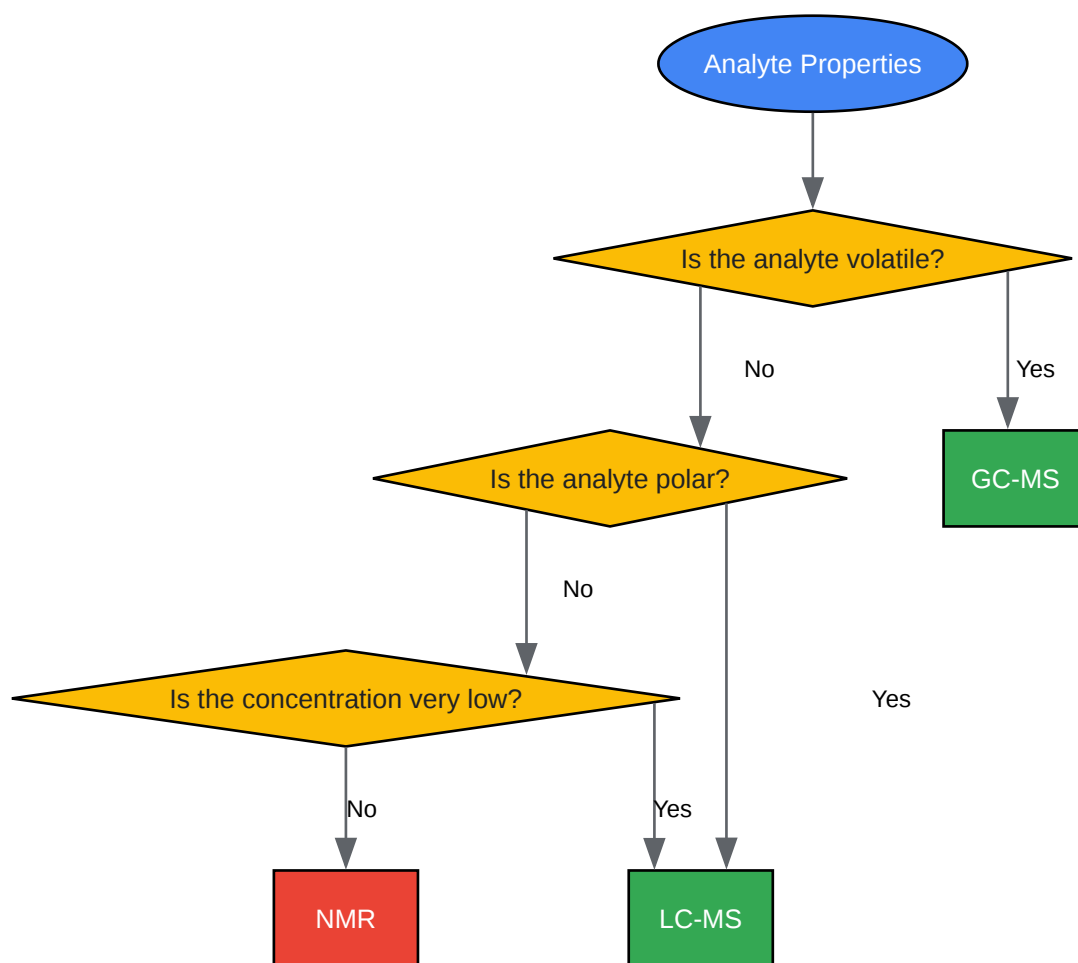 Analyte Properties
Is the analyte volatile?
No
Yes
Is the analyte polar?
GC-MS
No
Is the concentration very low?
Yes
No
Yes
NMR
LC-MS